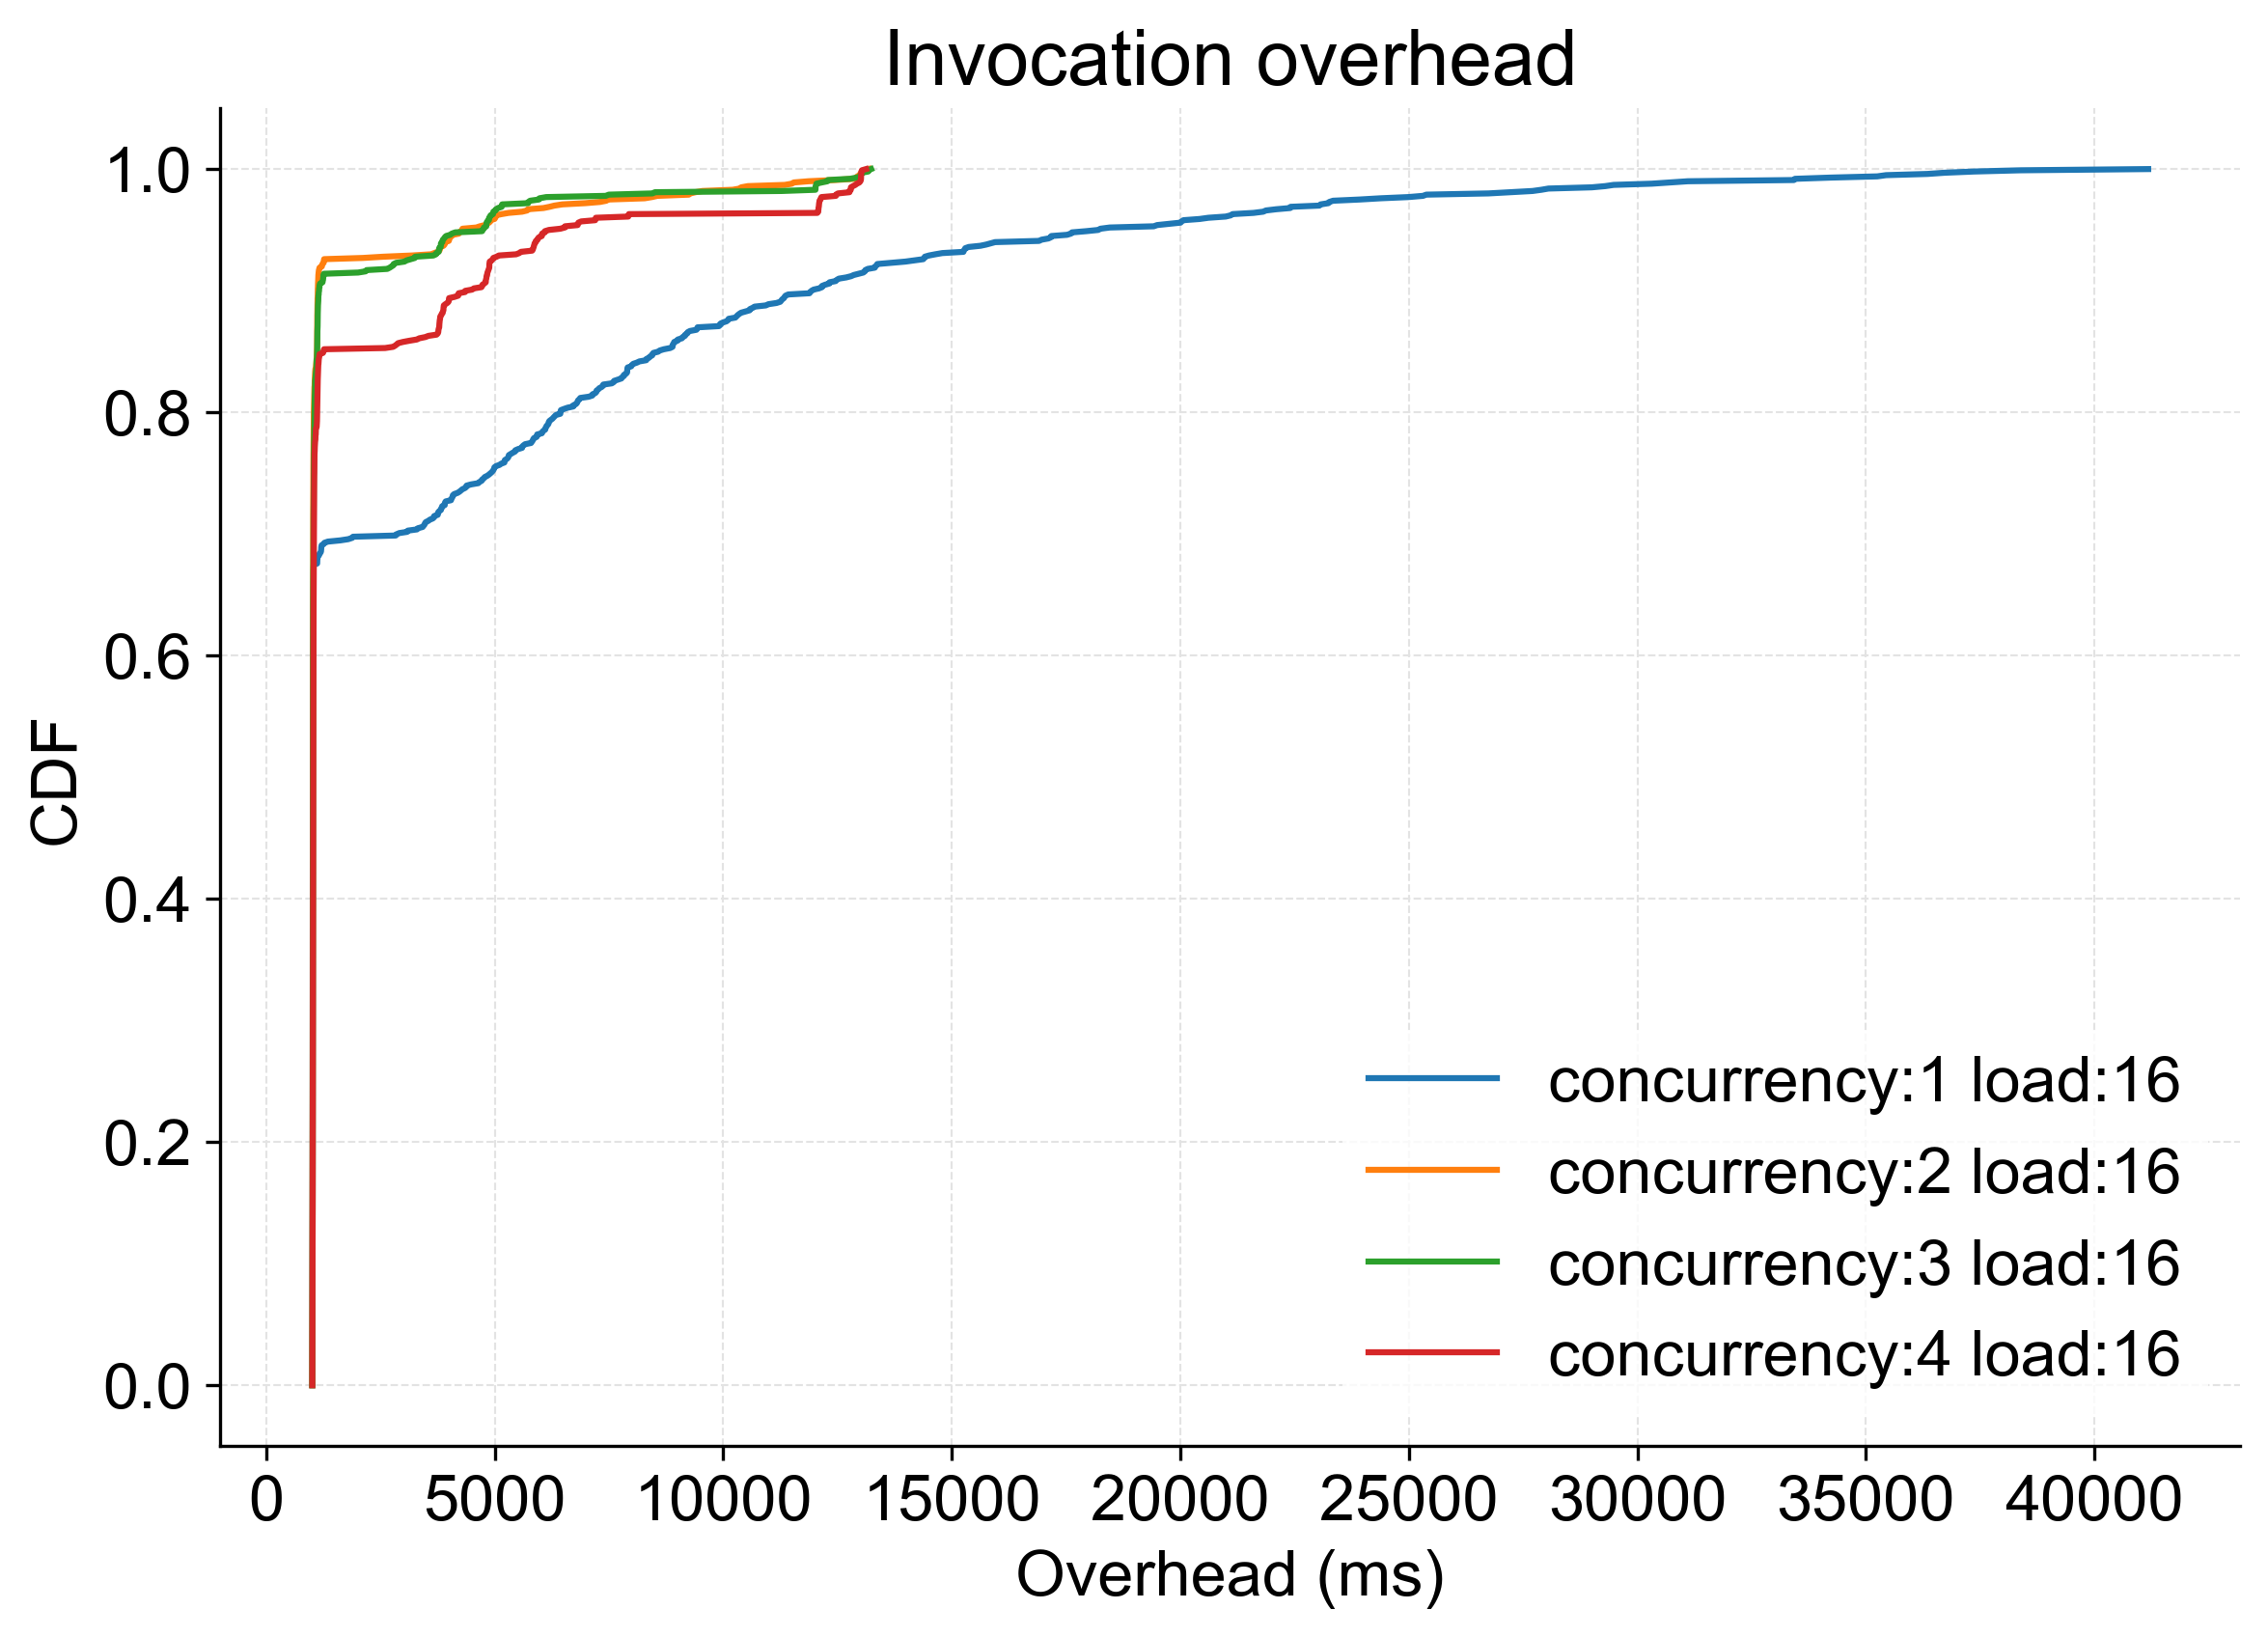 Invocation overhead
1.0
0.8
0.6
0.4
0.2
0.0
CDF
concurrency:1 load:16
concurrency:2 load:16
concurrency:3 load:16
concurrency:4 load:16
0 5000 10000 15000 20000 25000 30000 35000 40000
Overhead (ms)